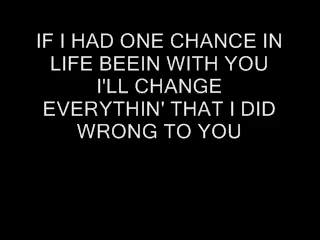 IF I HAD ONE CHANCE IN
LIFE BEEIN WITH YOU
I'LL CHANGE
EVERYTHIN' THAT I DID
WRONG TO YOU